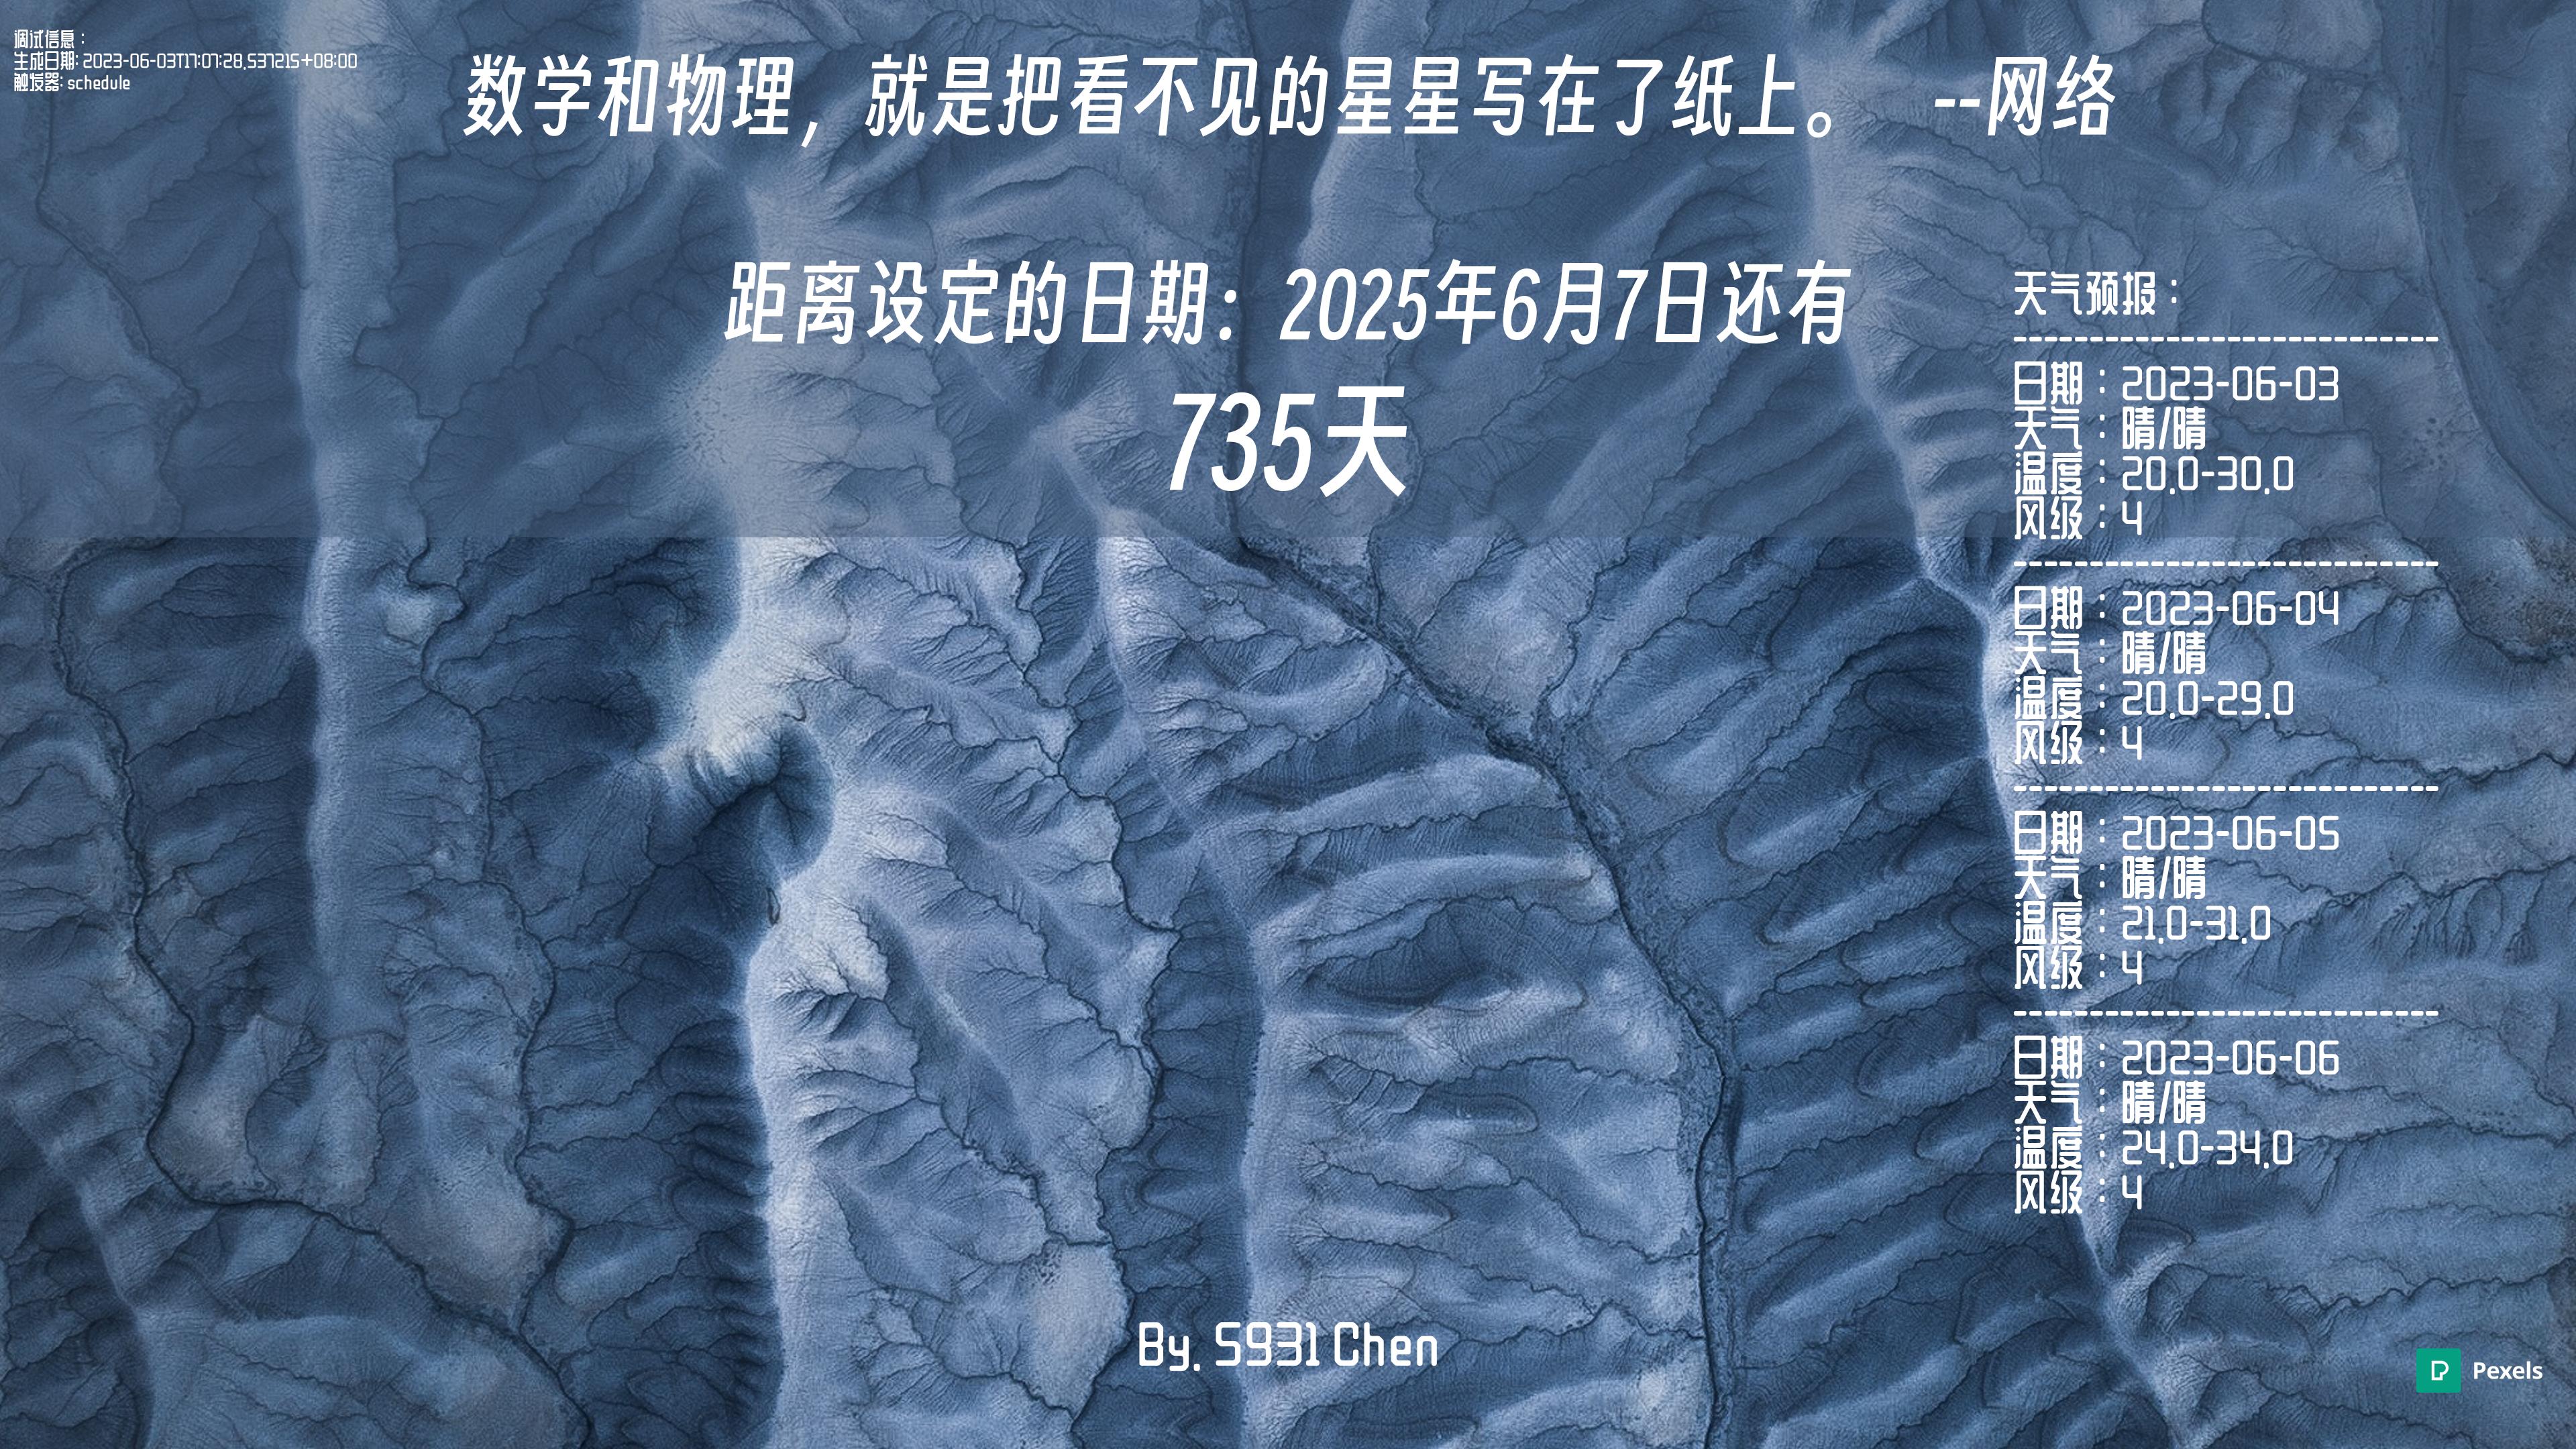 调试信息：
生成日期: 2023-06-03T17:07:28.537215+08:00
触发器: schedule
数学和物理，就是把看不见的星星写在了纸上。 --网络
距离设定的日期：2025年6月7日还有
735天
天气预报：
----------------------------
日期：2023-06-03
天气：晴/晴
温度：20.0-30.0
风级：4
----------------------------
日期：2023-06-04
天气：晴/晴
温度：20.0-29.0
风级：4
----------------------------
日期：2023-06-05
天气：晴/晴
温度：21.0-31.0
风级：4
----------------------------
日期：2023-06-06
天气：晴/晴
温度：24.0-34.0
风级：4
By. S931 Chen
Pexels